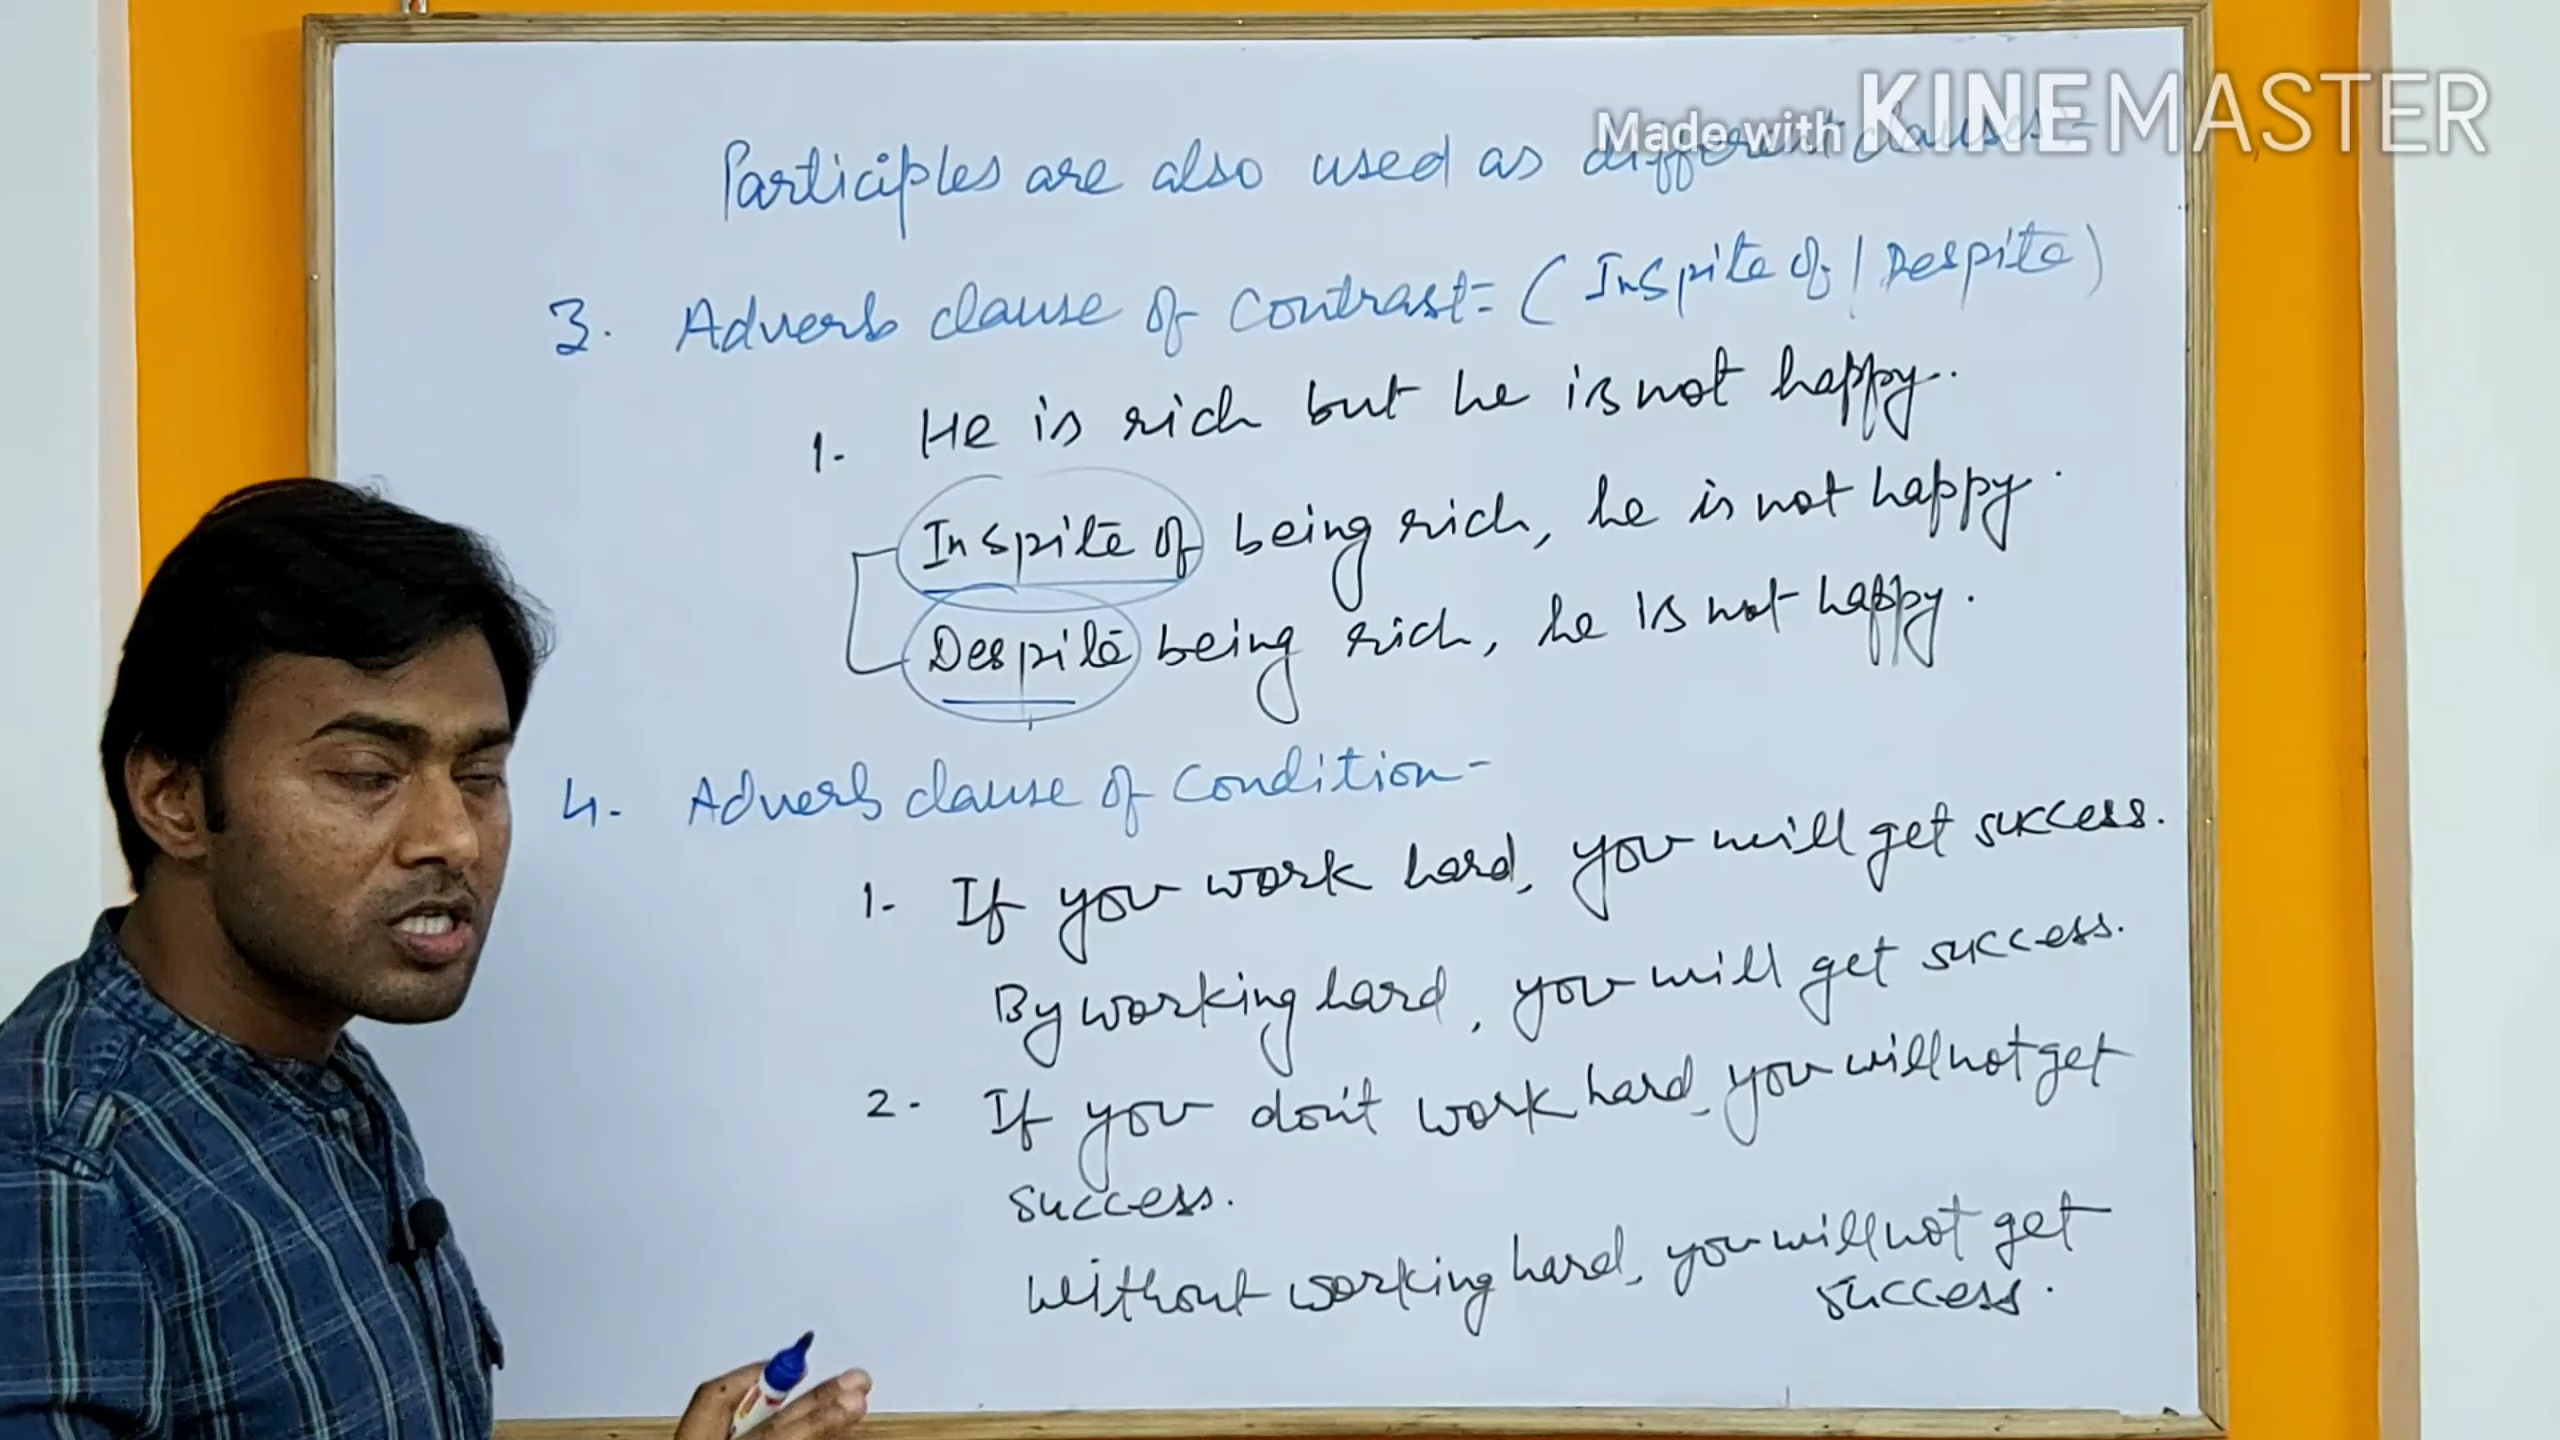 Made with KINEMASTER
Participles are also used as different clauses-
3. Adverb clause of contrast= (Inspite of / Despite)
1. He is rich but he is not happy.
Inspite of being rich, he is not happy.
Despite being rich, he is not happy.
4. Adverb clause of condition-
1- If you work hard, you will get success.
By working hard, you will get success.
2- If you don't work hard, you will not get
success.
Without working hard, you will not get
success.